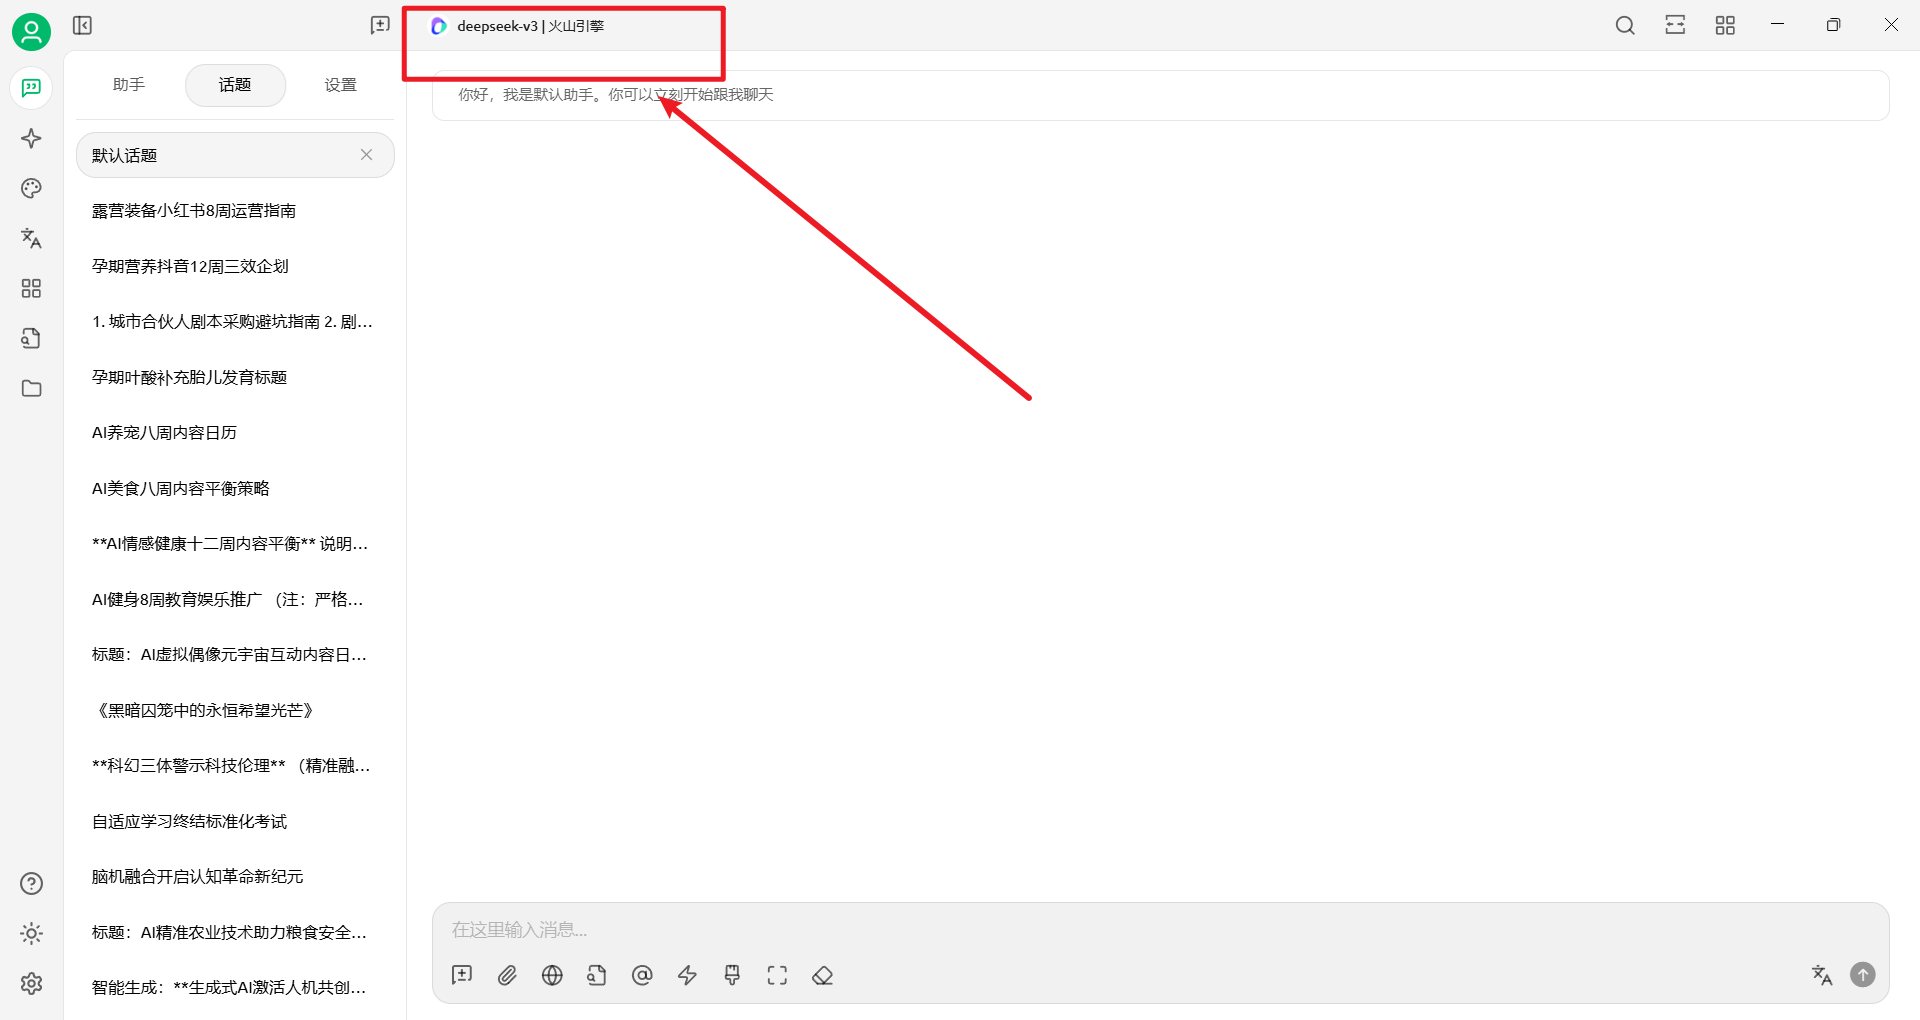 deepseek-v3 | 火山引擎
助手
话题
设置
默认话题
露营装备小红书8周运营指南
孕期营养抖音12周三效企划
1. 城市合伙人剧本采购避坑指南 2. 剧...
孕期叶酸补充胎儿发育标题
AI养宠八周内容日历
AI美食八周内容平衡策略
**AI情感健康十二周内容平衡** 说明...
AI健身8周教育娱乐推广 （注：严格...
标题：AI虚拟偶像元宇宙互动内容日...
《黑暗囚笼中的永恒希望光芒》
**科幻三体警示科技伦理** （精准融...
自适应学习终结标准化考试
脑机融合开启认知革命新纪元
标题：AI精准农业技术助力粮食安全...
智能生成：**生成式AI激活人机共创...
你好，我是默认助手。你可以立刻开始跟我聊天
在这里输入消息...